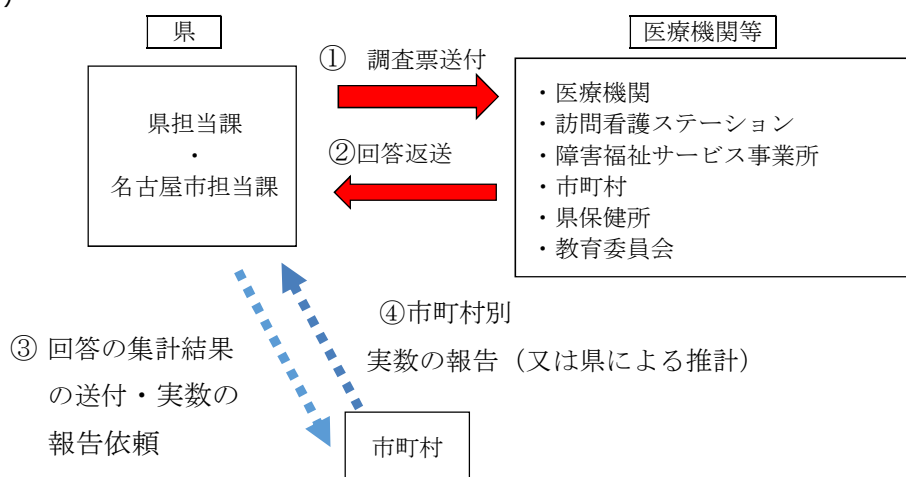 県
医療機関等
① 調査票送付
県担当課
・
名古屋市担当課
②回答返送
・医療機関
・訪問看護ステーション
・障害福祉サービス事業所
・市町村
・県保健所
・教育委員会
③ 回答の集計結果
の送付・実数の
報告依頼
④市町村別
実数の報告（又は県による推計）
市町村